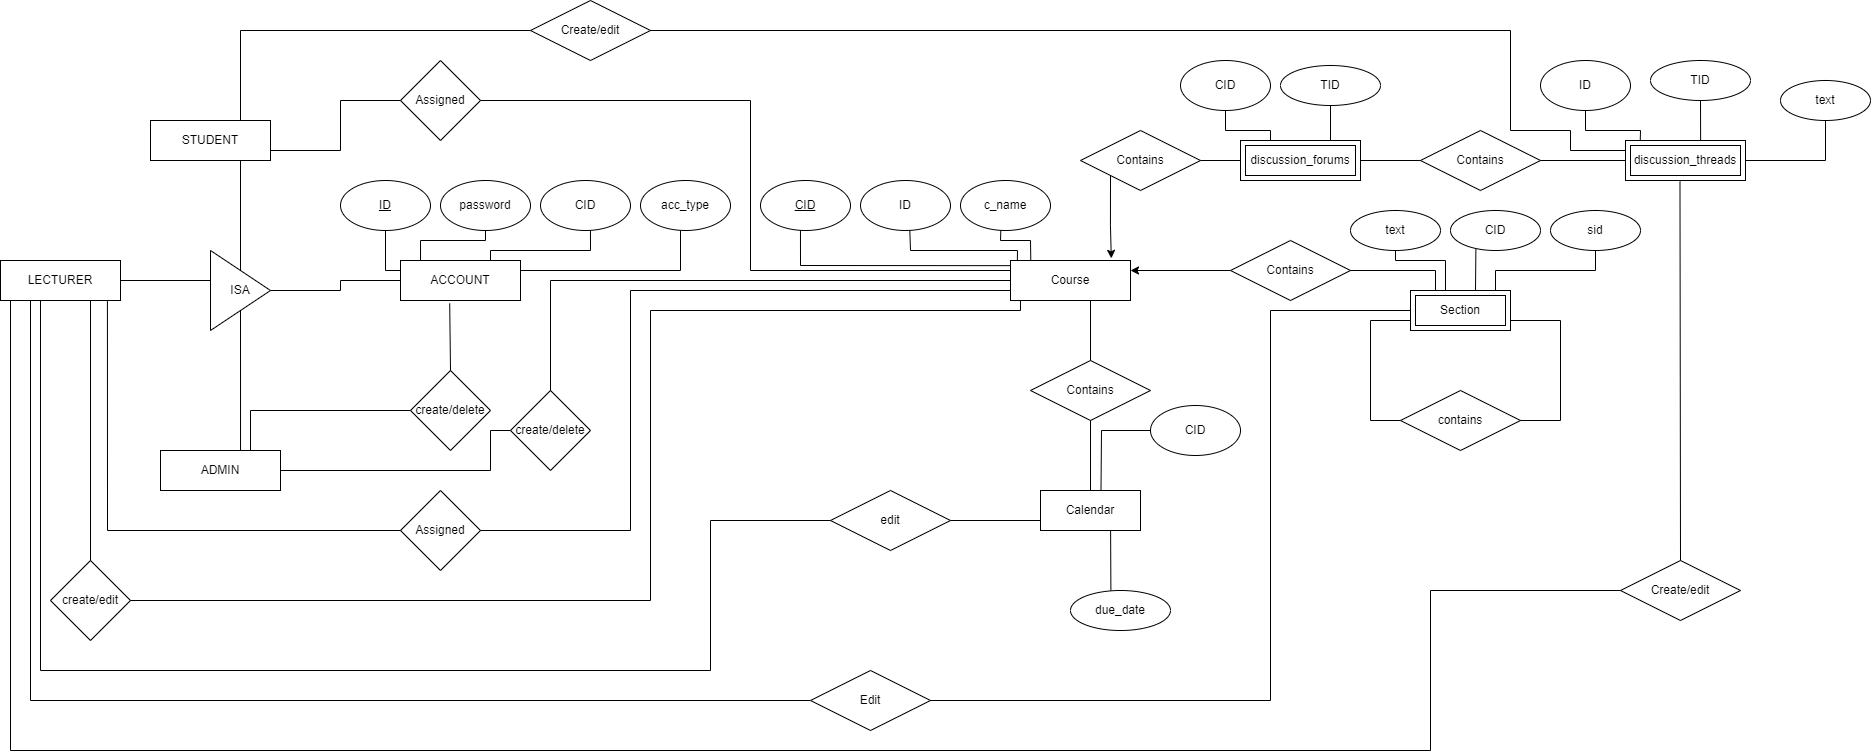 Create/edit
CID
TID
ID
TID
text
Assigned
STUDENT
Contains
discussion_forums
Contains
discussion_threads
ID
password
CID
acc_type
CID
ID
c_name
text
CID
sid
LECTURER
ISA
ACCOUNT
Course
Contains
Section
create/delete
create/delete
Contains
contains
CID
ADMIN
Assigned
edit
Calendar
create/edit
due_date
Create/edit
Edit